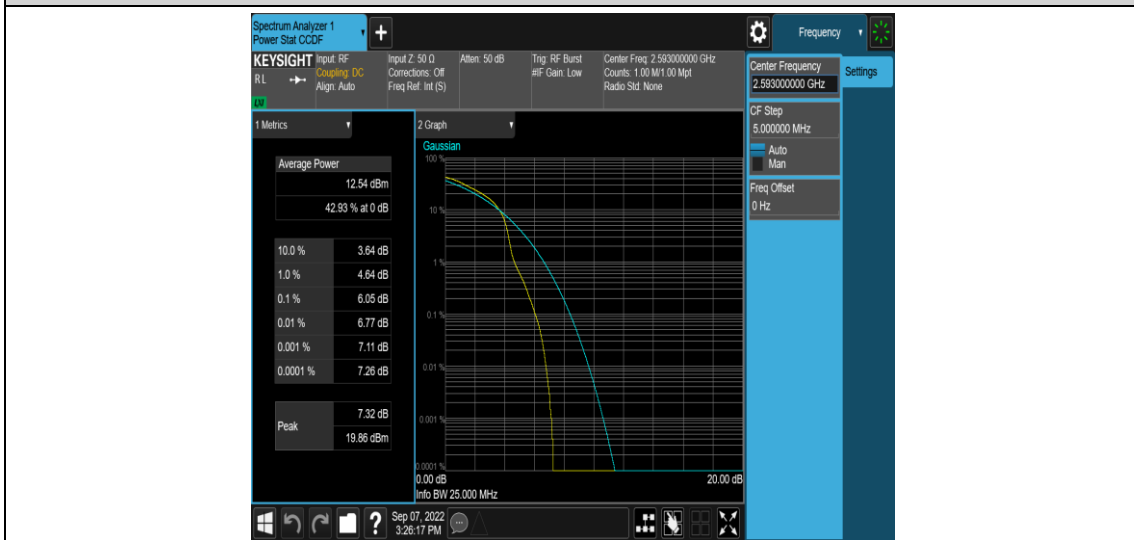 Spectrum Analyzer 1
Power Stat CCDF
+
Frequency
KEYSIGHT
RL
Input: RF
Coupling: DC
Align: Auto
Input Z: 50 Ω
Corrections: Off
Freq Ref: Int (S)
Atten: 50 dB
Trig: RF Burst
#IF Gain: Low
Center Freq: 2.593000000 GHz
Counts: 1.00 M/1.00 Mpt
Radio Std: None
Center Frequency
2.593000000 GHz
Settings
CF Step
5.000000 MHz
Auto
Man
Freq Offset
0 Hz
1 Metrics
Average Power
12.54 dBm
42.93 % at 0 dB
10.0 % 3.64 dB
1.0 % 4.64 dB
0.1 % 6.05 dB
0.01 % 6.77 dB
0.001 % 7.11 dB
0.0001 % 7.26 dB
Peak
7.32 dB
19.86 dBm
2 Graph
Gaussian
100 %
10 %
1 %
0.1 %
0.01 %
0.001 %
0.0001 %
0.00 dB 20.00 dB
Info BW 25.000 MHz
?
Sep 07, 2022
3:26:17 PM